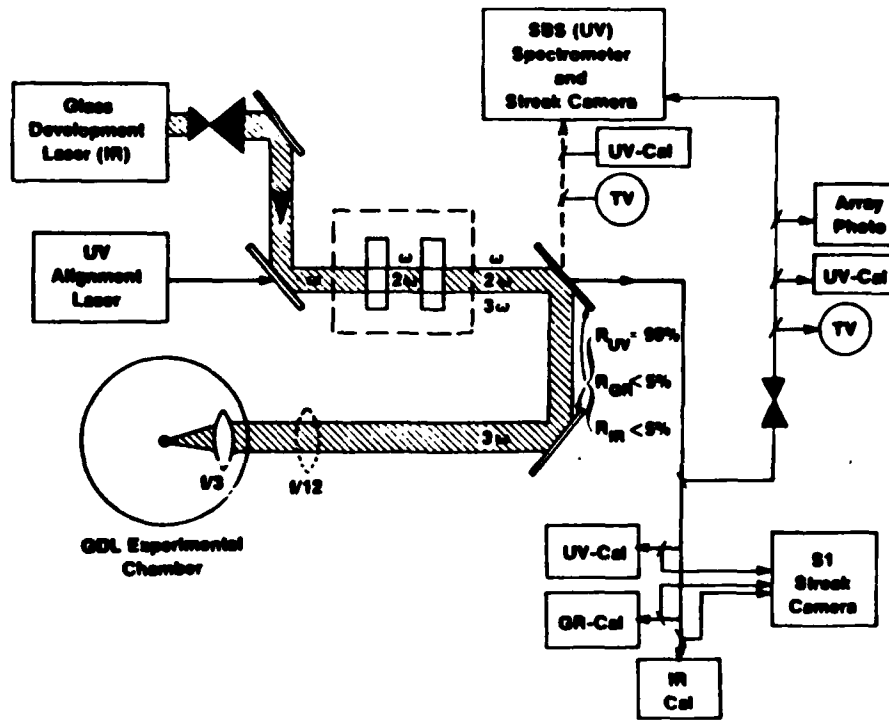 SBS (UV)
Spectrometer
and
Streak Camera
Glass
Development
Laser (IR)
UV-Cal
TV
Array
Photo
UV
Alignment
Laser
ω
2ω
ω
ω
2ω
3ω
UV-Cal
TV
R_UV = 98%
R_GR < 5%
R_IR < 5%
3ω
f/3
f/12
GDL Experimental
Chamber
UV-Cal
S1
Streak
Camera
GR-Cal
IR
Cal